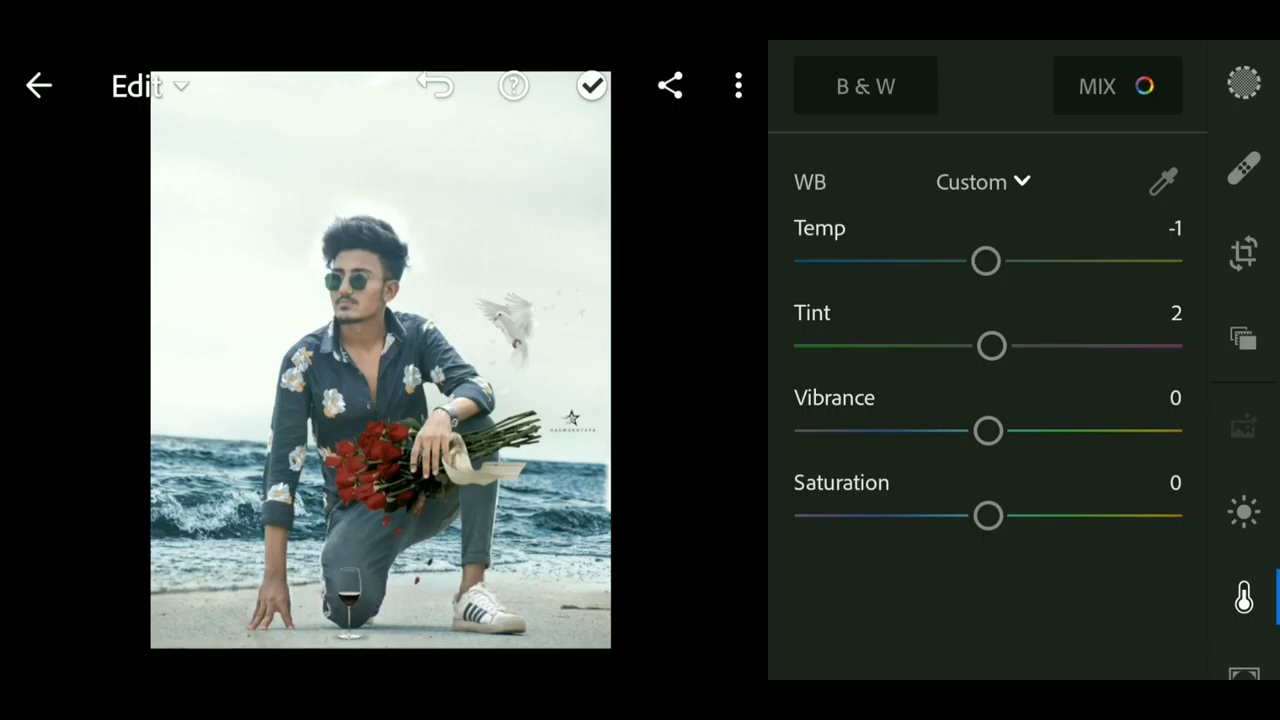 Edit
B & W
MIX
WB
Custom
Temp
-1
Tint
2
Vibrance
0
Saturation
0